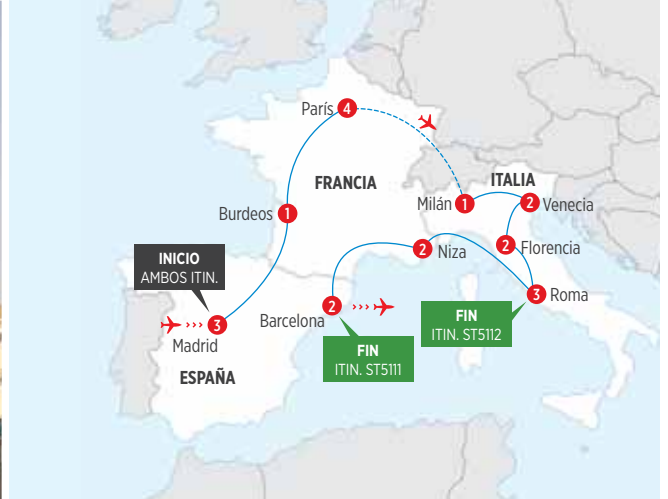 París
4
FRANCIA
ITALIA
Milán
1
2
Venecia
Burdeos
1
2
Florencia
2
Niza
INICIO
AMBOS ITIN.
3
Roma
Barcelona
2
3
Madrid
FIN
ITIN. ST5112
FIN
ITIN. ST5111
ESPAÑA